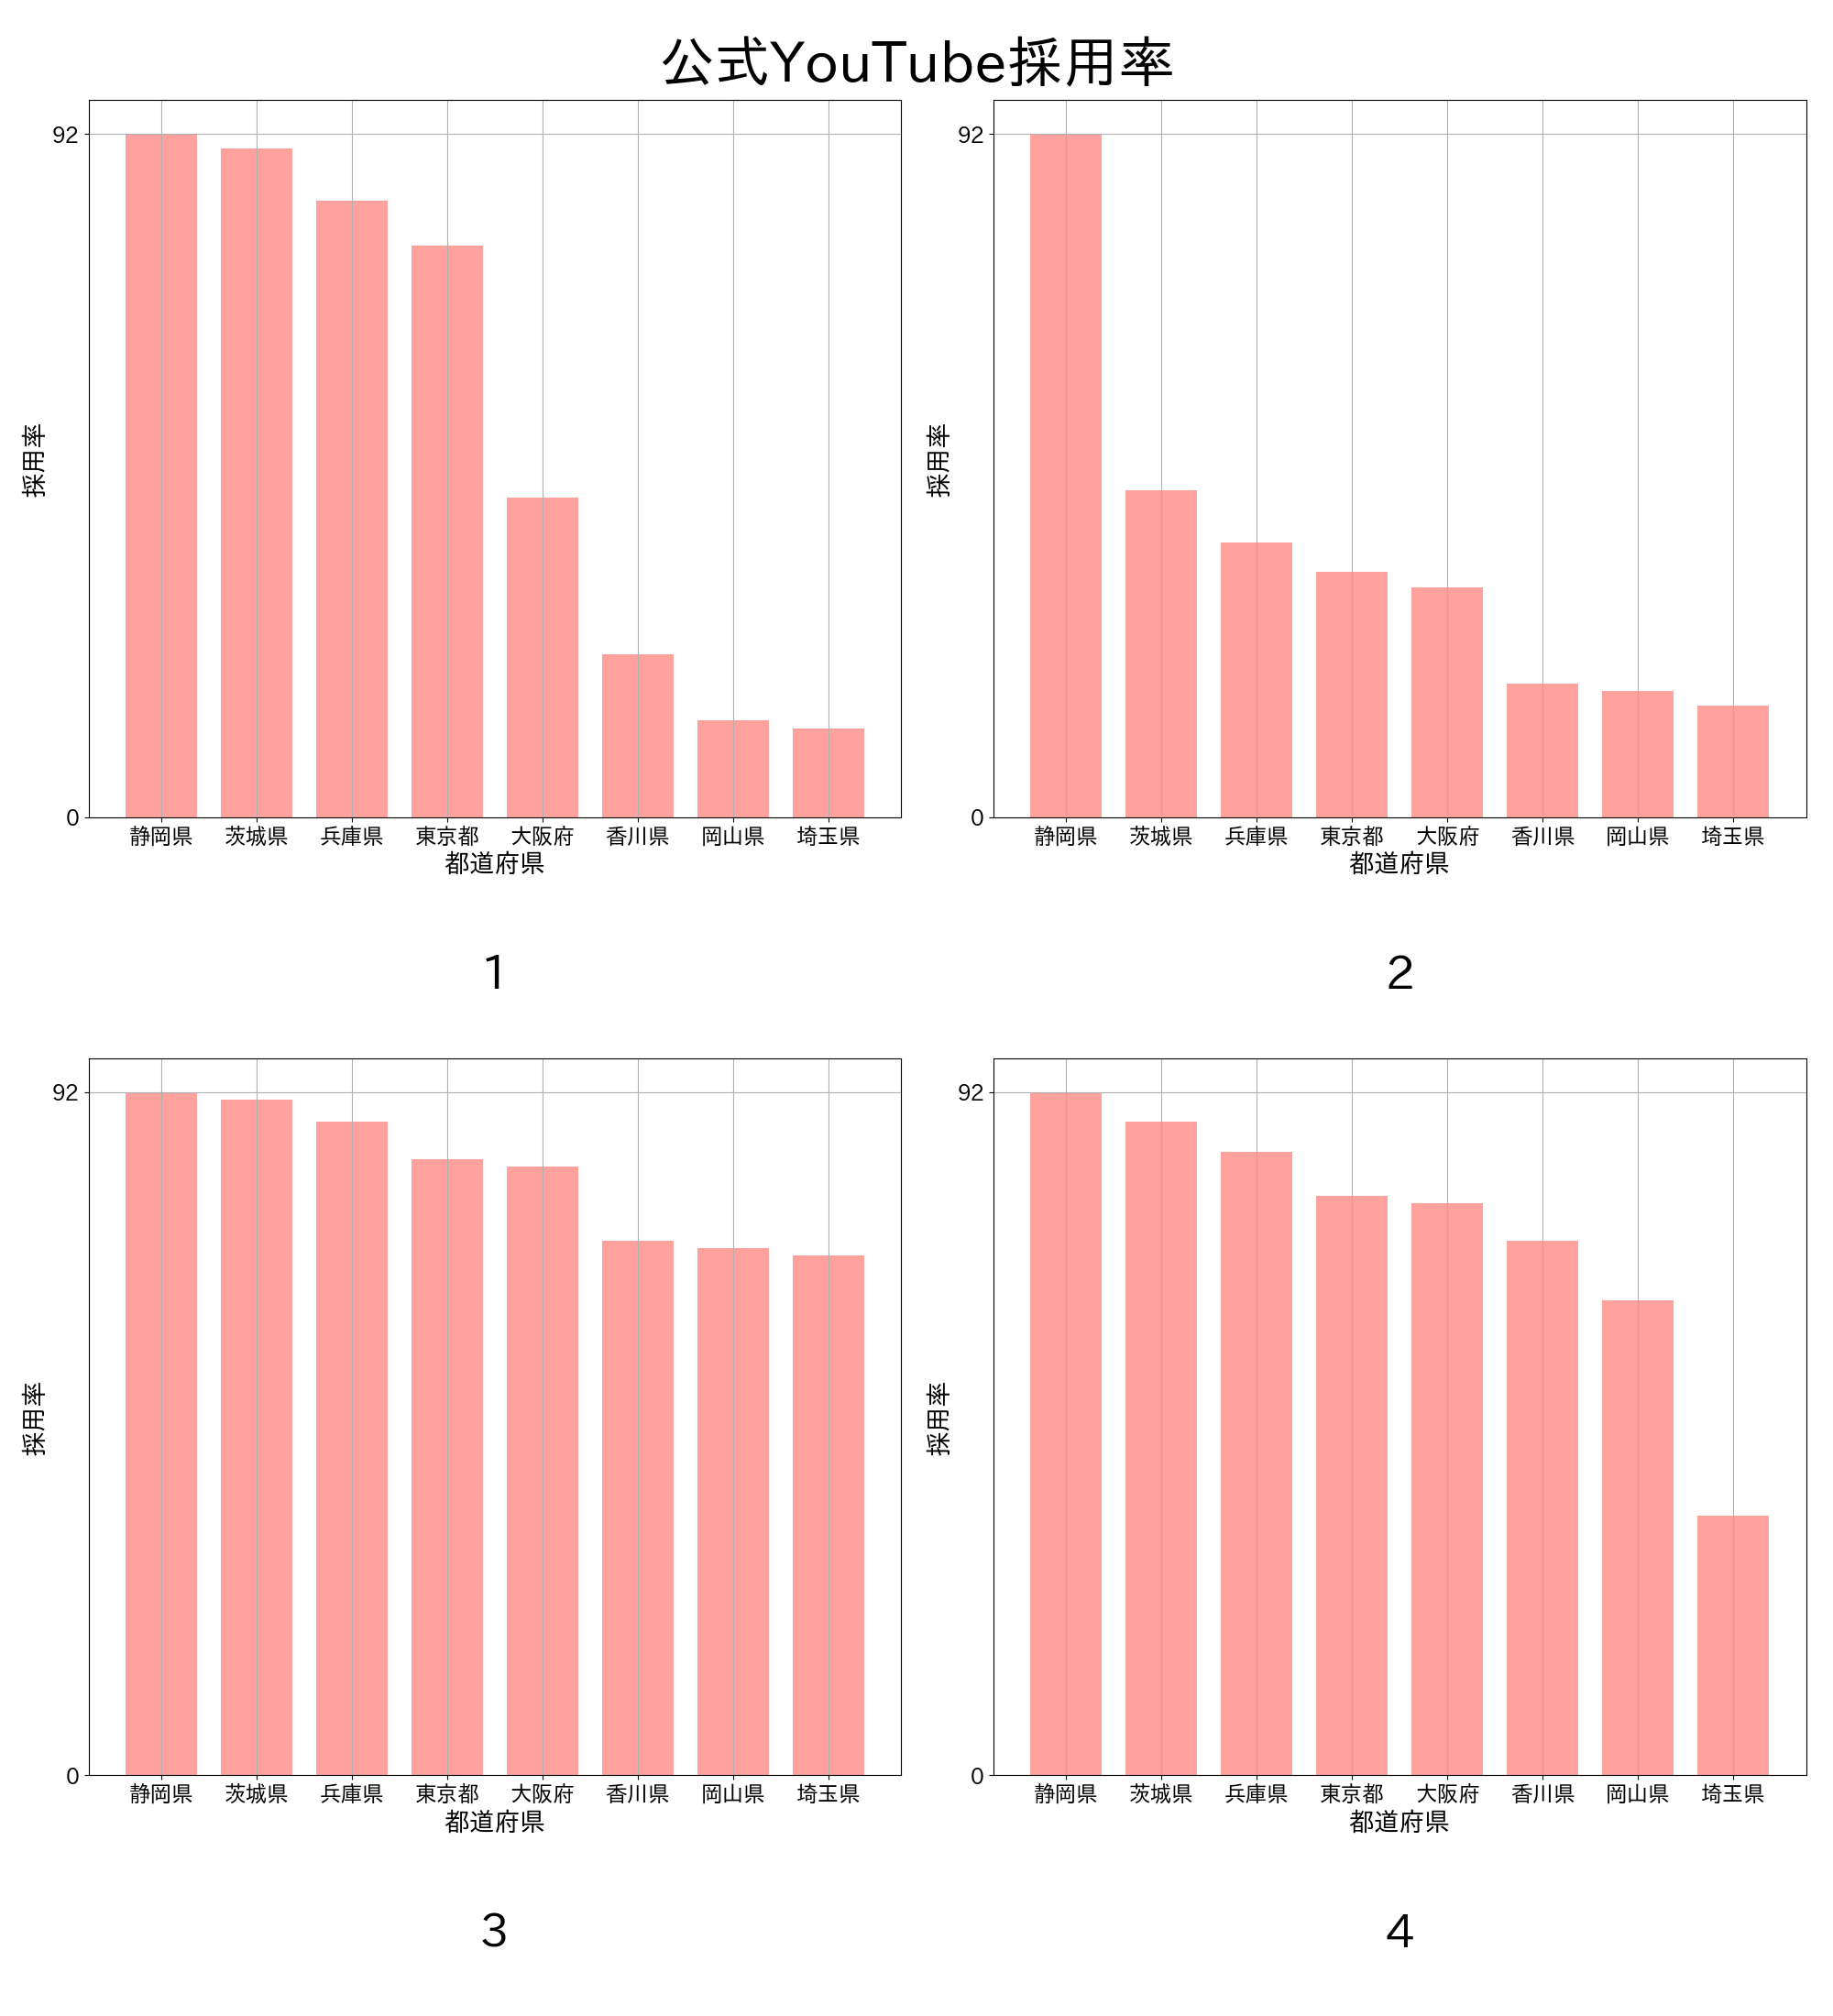 公式YouTube採用率
92
採用率
0
静岡県 茨城県 兵庫県 東京都 大阪府 香川県 岡山県 埼玉県
都道府県
1
92
採用率
0
静岡県 茨城県 兵庫県 東京都 大阪府 香川県 岡山県 埼玉県
都道府県
2
92
採用率
0
静岡県 茨城県 兵庫県 東京都 大阪府 香川県 岡山県 埼玉県
都道府県
3
92
採用率
0
静岡県 茨城県 兵庫県 東京都 大阪府 香川県 岡山県 埼玉県
都道府県
4